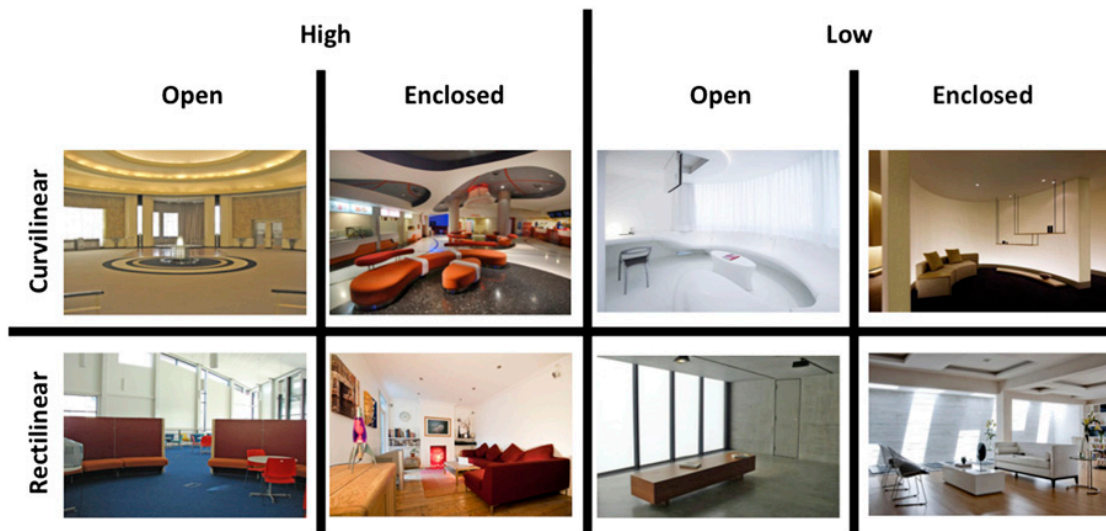 High
Low
Open
Enclosed
Open
Enclosed
Curvilinear
Rectilinear